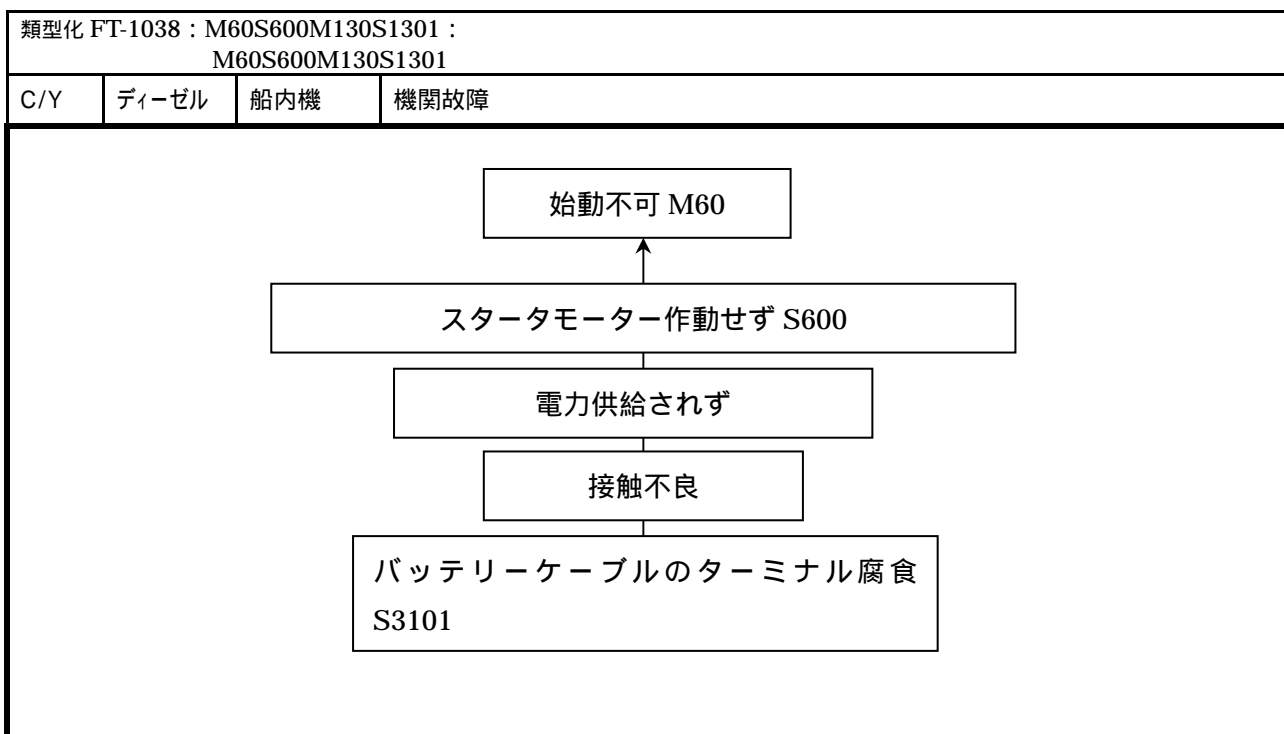 類型化 FT-1038：M60S600M130S1301：
M60S600M130S1301
C/Y ディーゼル 船内機 機関故障
始動不可 M60
スタータモーター作動せず S600
電力供給されず
接触不良
バッテリーケーブルのターミナル腐食
S3101